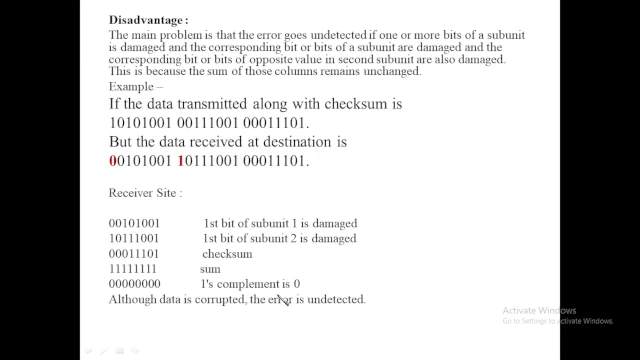 Disadvantage :
The main problem is that the error goes undetected if one or more bits of a subunit
is damaged and the corresponding bit or bits of a subunit are damaged and the
corresponding bit or bits of opposite value in second subunit are also damaged.
This is because the sum of those columns remains unchanged.
Example –
If the data transmitted along with checksum is
10101001 00111001 00011101.
But the data received at destination is
00101001 10111001 00011101.
Receiver Site :
00101001 1st bit of subunit 1 is damaged
10111001 1st bit of subunit 2 is damaged
00011101 checksum
11111111 sum
00000000 1's complement is 0
Although data is corrupted, the error is undetected.
Activate Windows
Go to Settings to activate Windows.